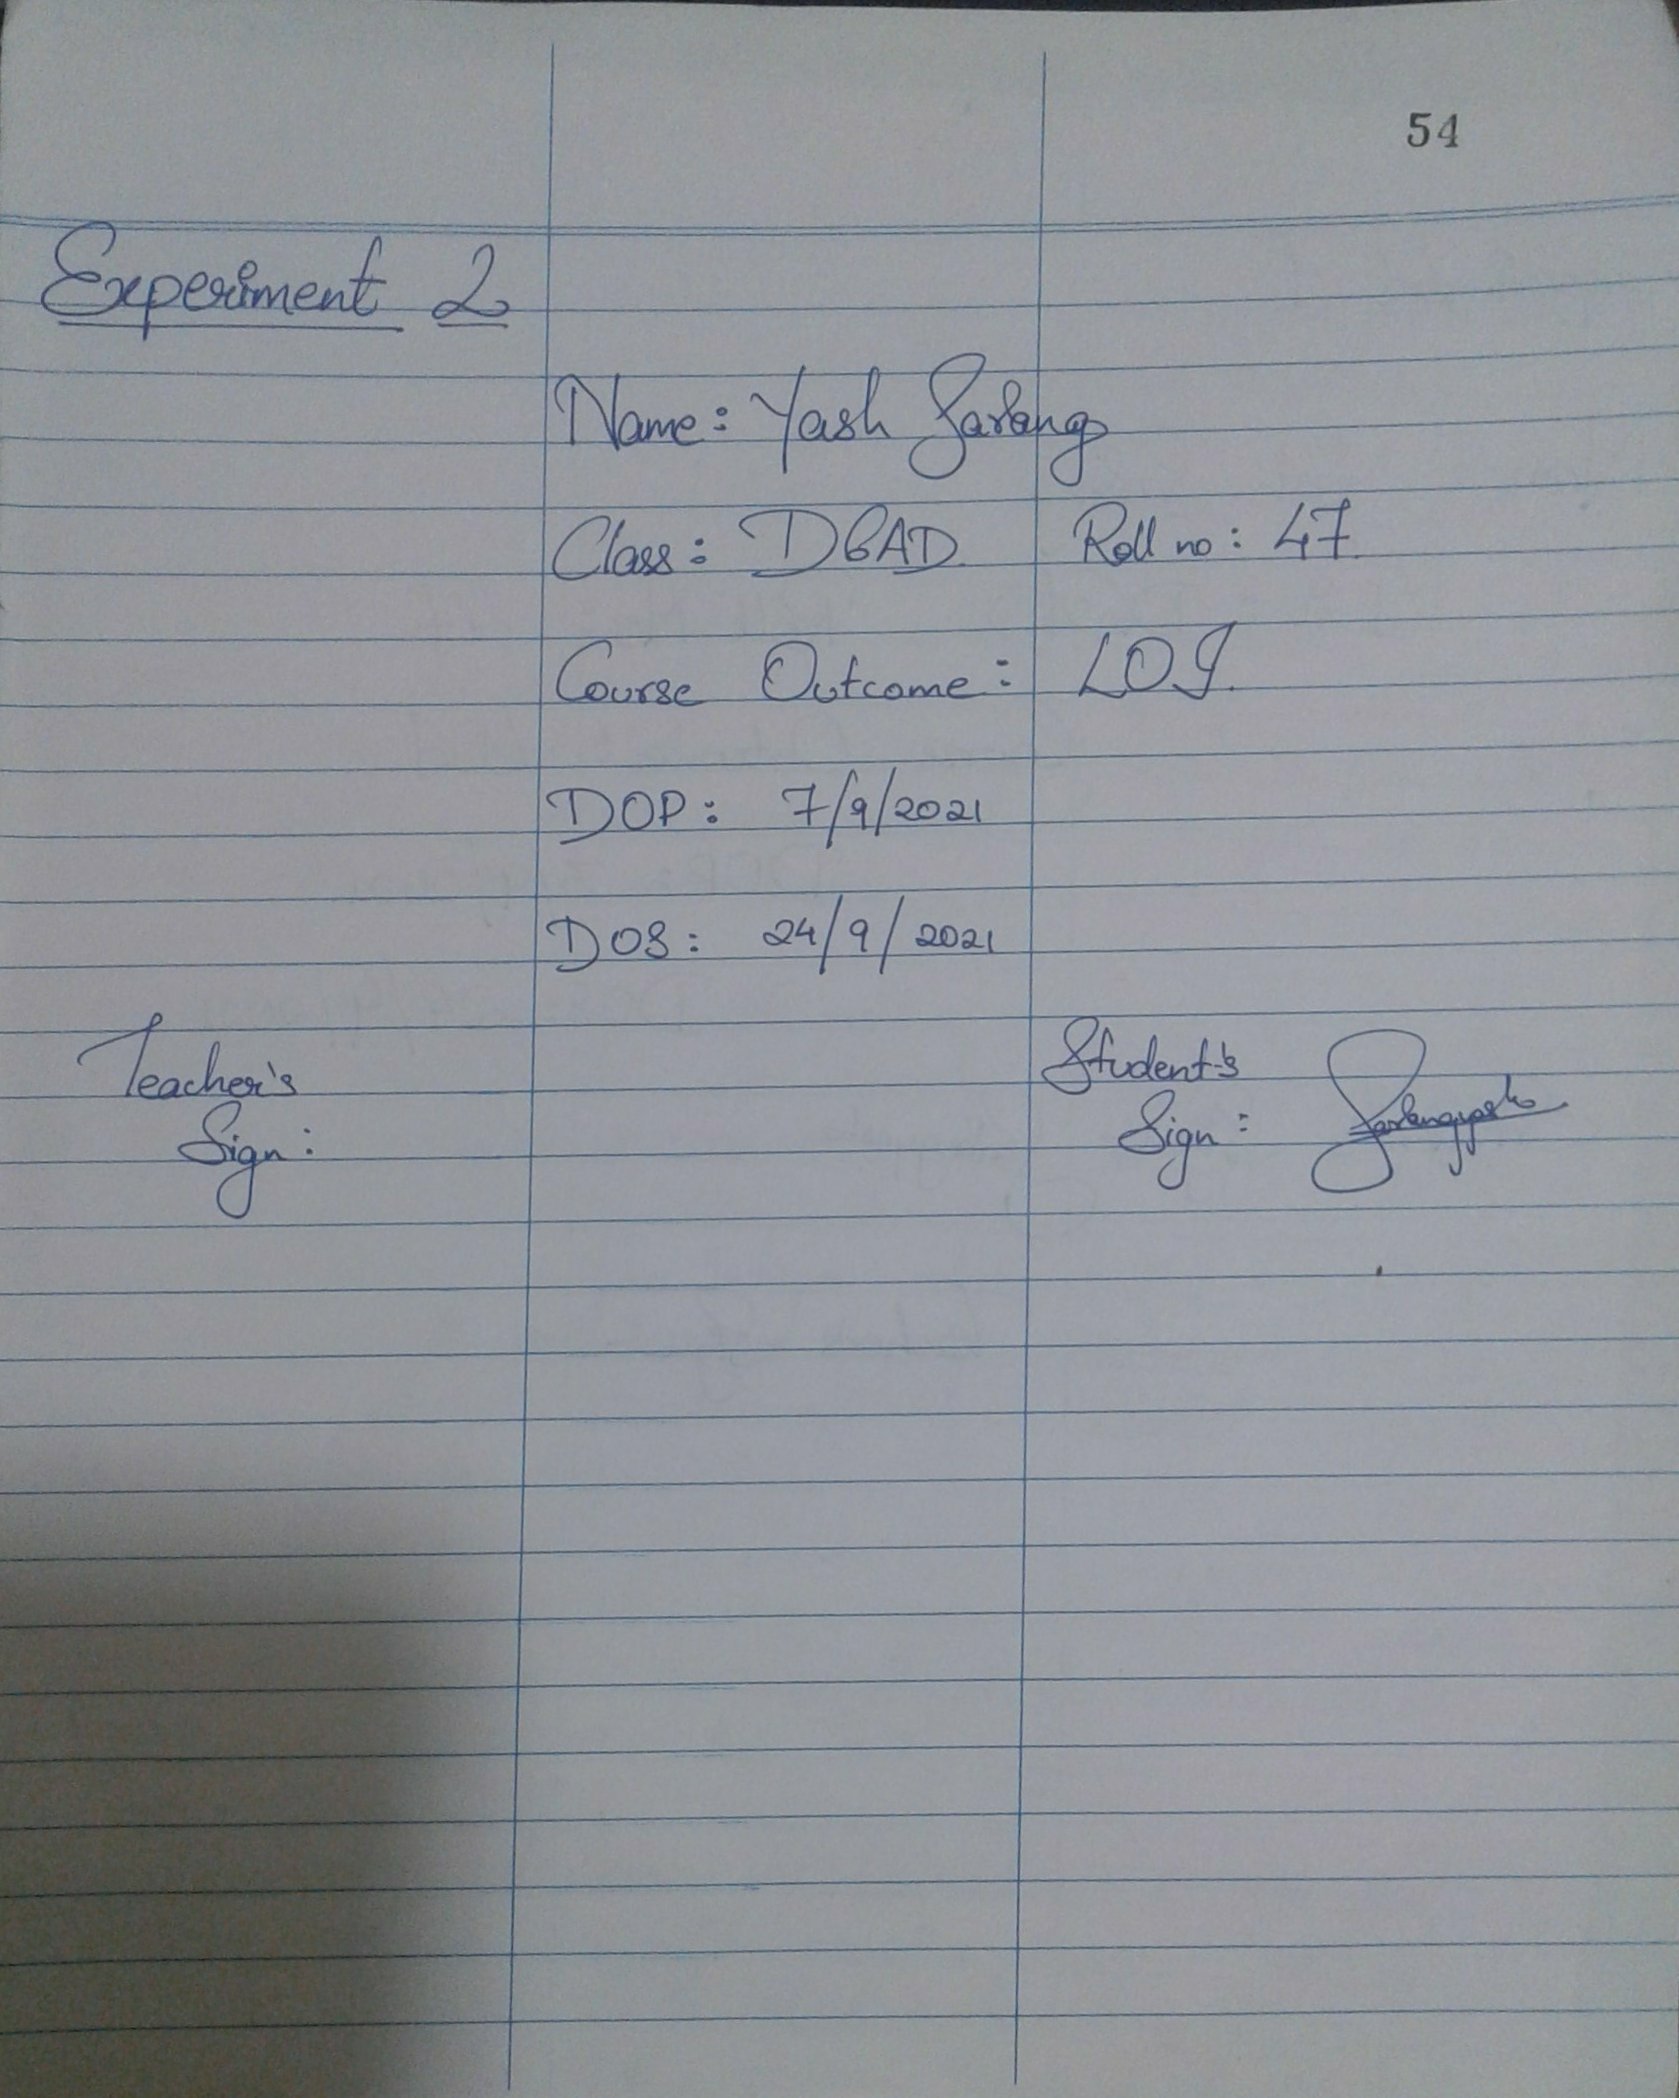 54
Experiment 2
Name: Yash Sarang
Class: D6AD Roll no: 47
Course Outcome: LO1.
DOP: 7/9/2021
DOS: 24/9/2021
Teacher's Student's
Sign: Sign: Sarangyash